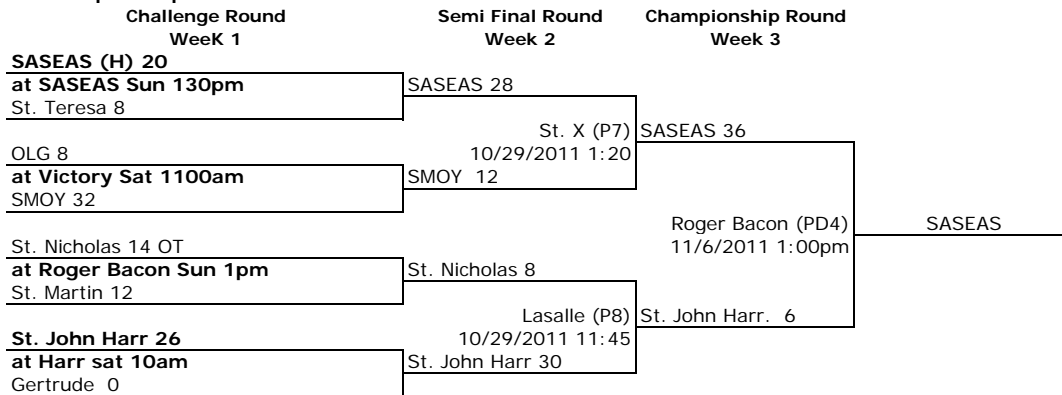 Challenge Round
WeeK 1
Semi Final Round
Week 2
Championship Round
Week 3
SASEAS (H) 20
at SASEAS Sun 130pm
St. Teresa 8
OLG 8
at Victory Sat 1100am
SMOY 32
St. Nicholas 14 OT
at Roger Bacon Sun 1pm
St. Martin 12
St. John Harr 26
at Harr sat 10am
Gertrude 0
SASEAS 28
St. X (P7)
10/29/2011 1:20
SMOY 12
St. Nicholas 8
Lasalle (P8)
10/29/2011 11:45
St. John Harr 30
SASEAS 36
Roger Bacon (PD4)
11/6/2011 1:00pm
St. John Harr. 6
SASEAS